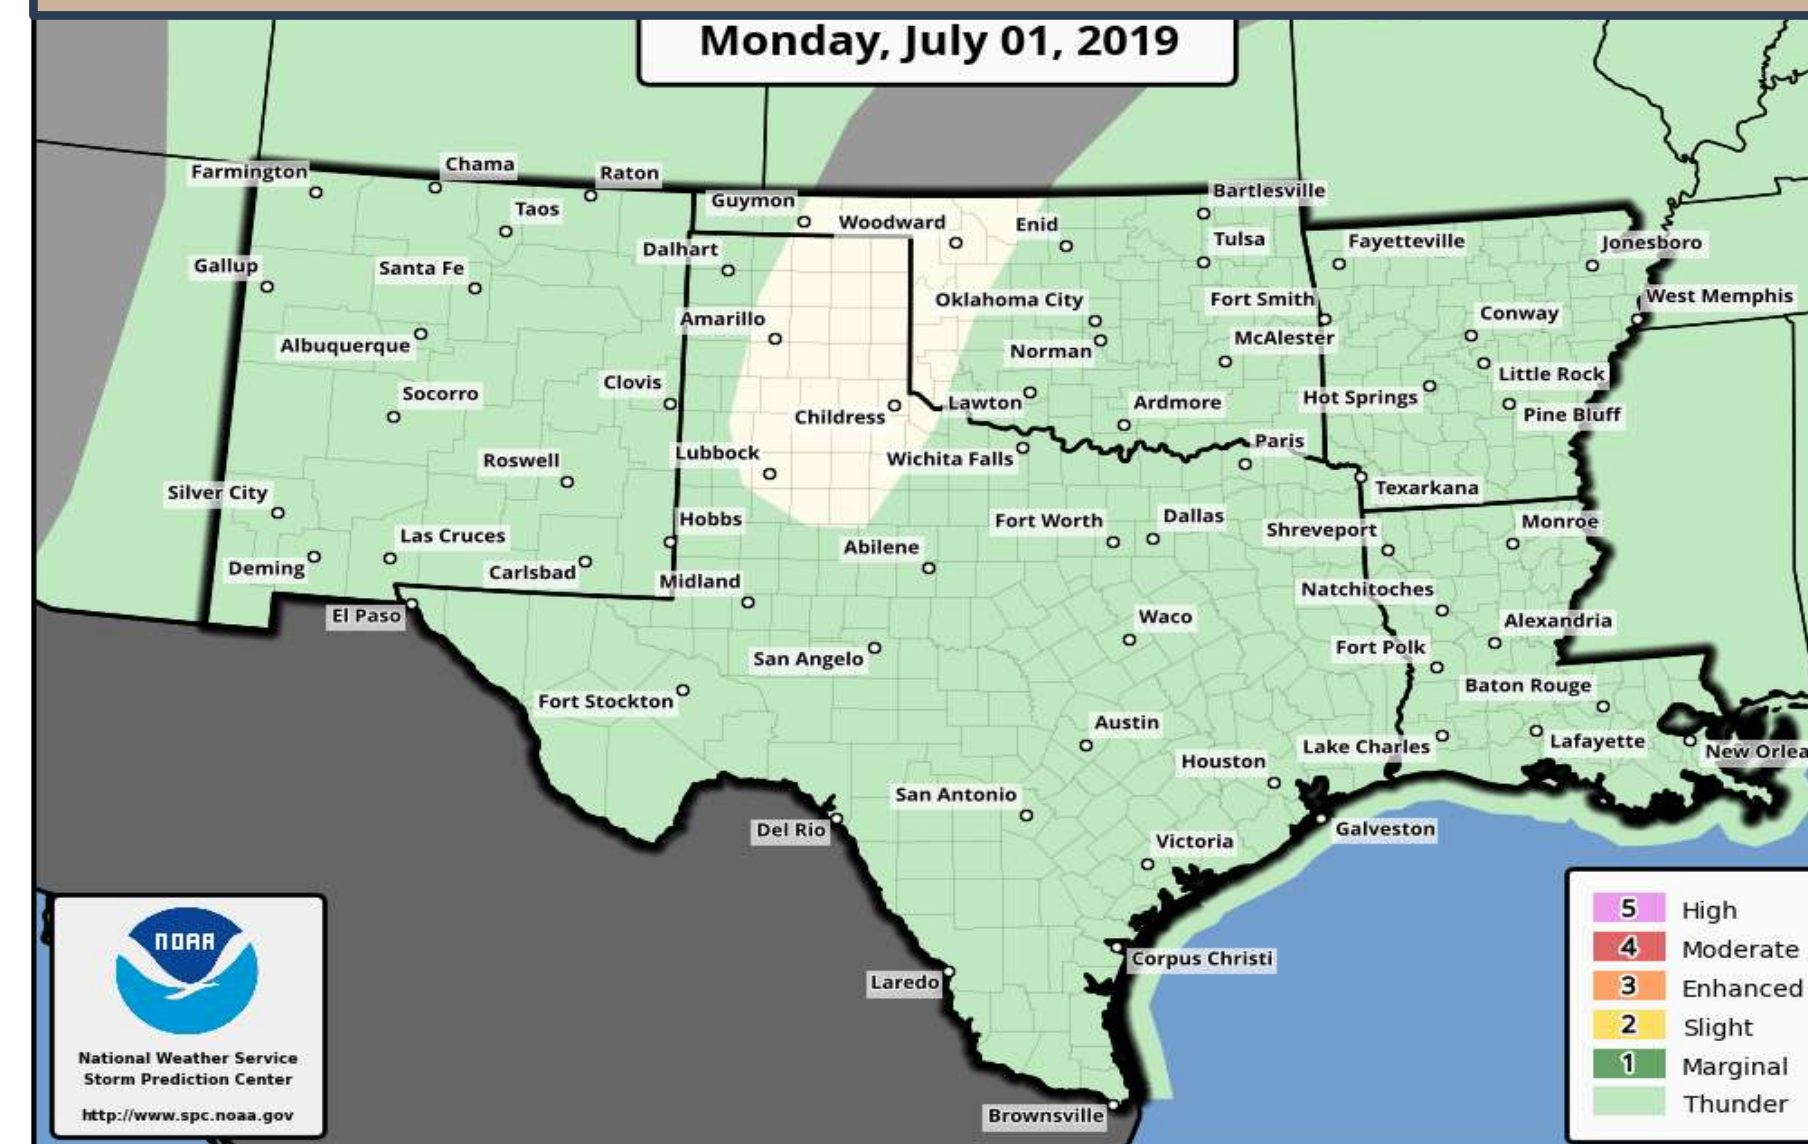 Monday, July 01, 2019
Farmington
Chama
Raton
Taos
Guymon
Woodward
Enid
Bartlesville
Dalhart
Tulsa
Fayetteville
Jonesboro
Gallup
Santa Fe
Oklahoma City
Fort Smith
West Memphis
Amarillo
Conway
Albuquerque
Norman
McAlester
Clovis
Little Rock
Socorro
Childress
Lawton
Ardmore
Hot Springs
Pine Bluff
Roswell
Lubbock
Wichita Falls
Paris
Silver City
Texarkana
Hobbs
Fort Worth
Dallas
Shreveport
Monroe
Las Cruces
Abilene
Deming
Carlsbad
Midland
Natchitoches
El Paso
Waco
Alexandria
San Angelo
Fort Polk
Fort Stockton
Baton Rouge
Austin
Lake Charles
Lafayette
New Orlea
Houston
San Antonio
Del Rio
Galveston
Victoria
Corpus Christi
Laredo
Brownsville
NOAA
National Weather Service
Storm Prediction Center
http://www.spc.noaa.gov
5 High
4 Moderate
3 Enhanced
2 Slight
1 Marginal
Thunder